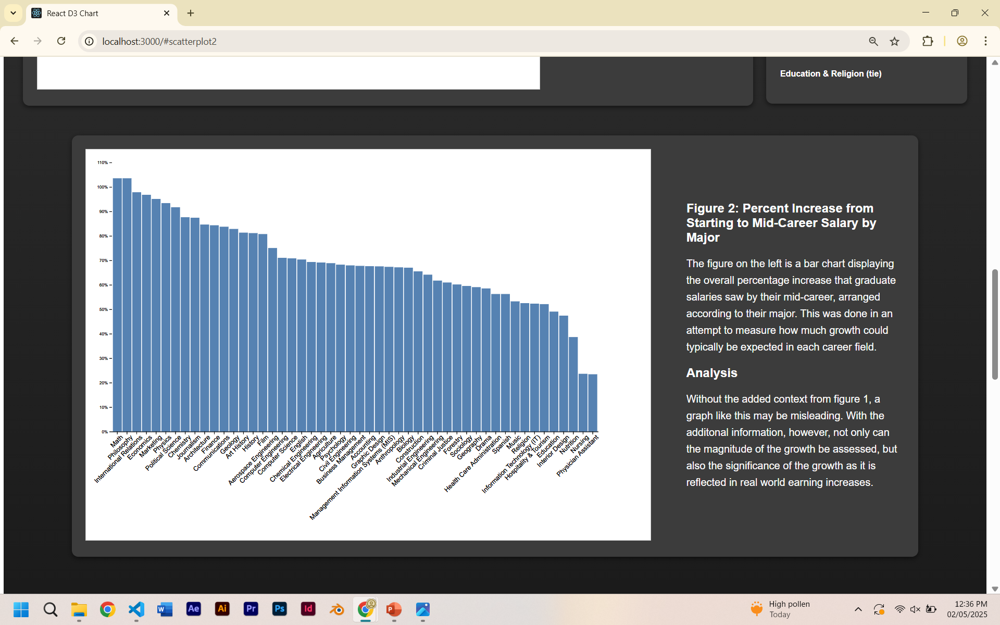 React D3 Chart
localhost:3000/#scatterplot2
Education & Religion (tie)
110%
100%
90%
80%
70%
60%
50%
40%
30%
20%
10%
0%
Math
Philosophy
International Relations
Economics
Marketing
Physics
Political Science
Chemistry
Journalism
Architecture
Finance
Communications
Geology
Art History
History
Film
Aerospace Engineering
Computer Engineering
Computer Science
English
Chemical Engineering
Electrical Engineering
Agriculture
Psychology
Civil Engineering
Business Management
Accounting
Graphic Design
Management Information Systems (MIS)
Anthropology
Biology
Construction
Industrial Engineering
Mechanical Engineering
Criminal Justice
Forestry
Sociology
Geography
Drama
Health Care Administration
Spanish
Music
Religion
Information Technology (IT)
Hospitality & Tourism
Education
Interior Design
Nutrition
Nursing
Physician Assistant
Figure 2: Percent Increase from
Starting to Mid-Career Salary by
Major
The figure on the left is a bar chart displaying
the overall percentage increase that graduate
salaries saw by their mid-career, arranged
according to their major. This was done in an
attempt to measure how much growth could
typically be expected in each career field.
Analysis
Without the added context from figure 1, a
graph like this may be misleading. With the
additonal information, however, not only can
the magnitude of the growth be assessed, but
also the significance of the growth as it is
reflected in real world earning increases.
W
Ae
Ai
Pr
Ps
Id
P
High pollen
Today
12:36 PM
02/05/2025